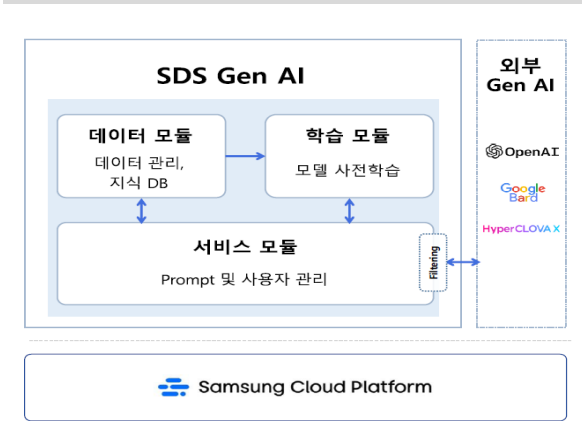 SDS Gen AI
데이터 모듈
데이터 관리,
지식 DB
학습 모듈
모델 사전학습
서비스 모듈
Prompt 및 사용자 관리
Filtering
외부
Gen AI
OpenAI
Google
Bard
HyperCLOVA X
Samsung Cloud Platform